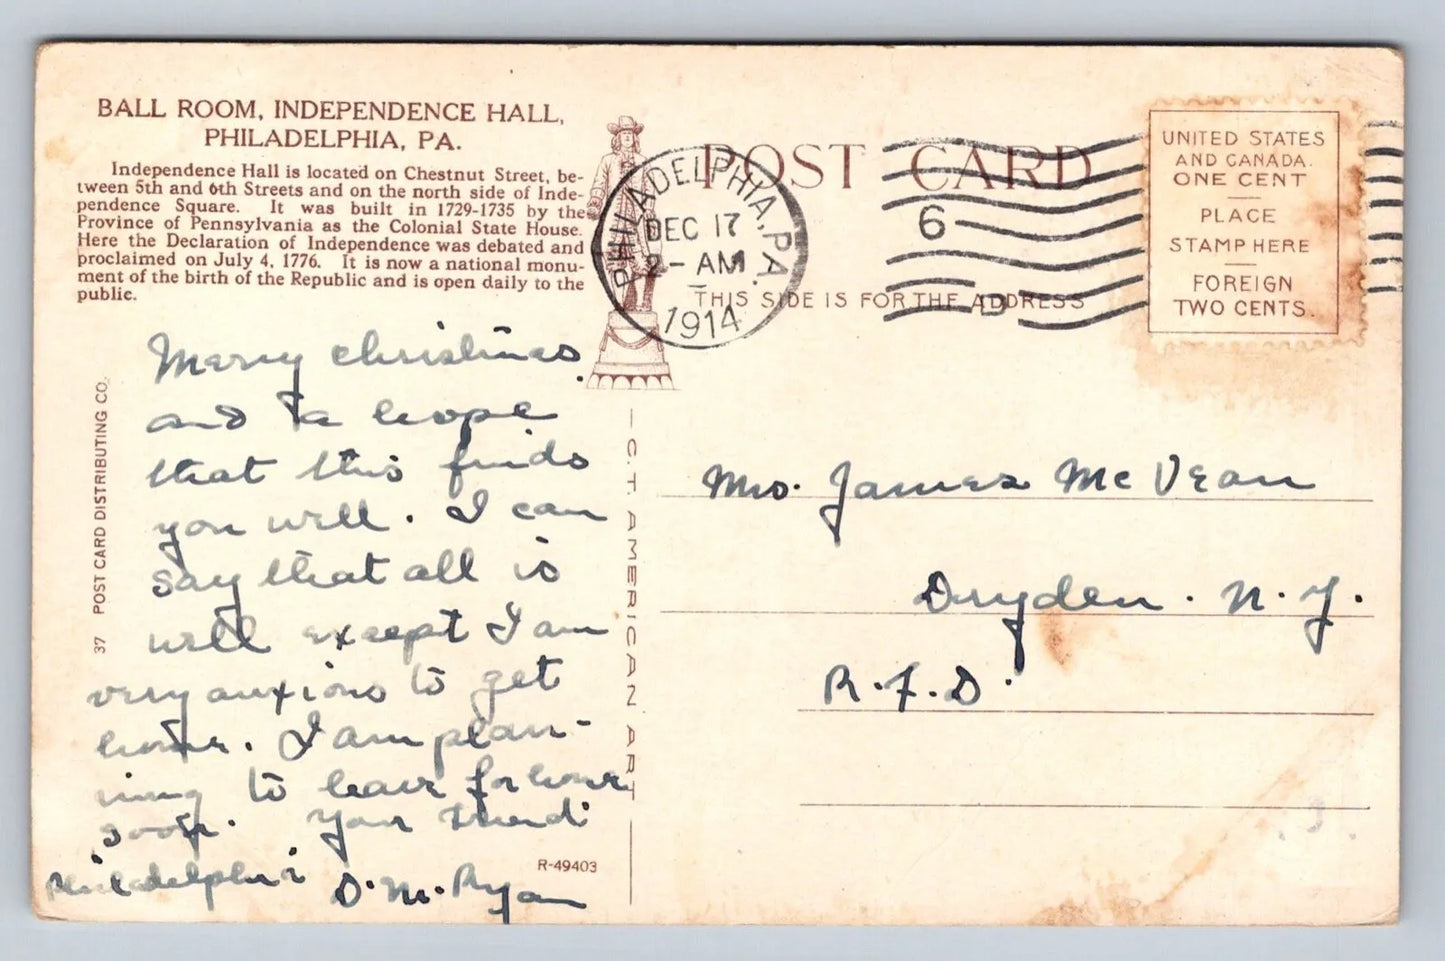 BALL ROOM, INDEPENDENCE HALL,
PHILADELPHIA, PA.
Independence Hall is located on Chestnut Street, be-
tween 5th and 6th Streets and on the north side of Inde-
pendence Square. It was built in 1729-1735 by the
Province of Pennsylvania as the Colonial State House.
Here the Declaration of Independence was debated and
proclaimed on July 4, 1776. It is now a national monu-
ment of the birth of the Republic and is open daily to the
public.
Merry christmas
and a hope
that this finds
you well. I can
say that all is
well except I am
very anxious to get
home. I am plan-
ning to leave for home
soon. Your friend
Philadelphia D. M. Ryan
R-49403
37 POST CARD DISTRIBUTING CO.
C.T. AMERICAN ART
POST CARD
THIS SIDE IS FOR THE ADDRESS
PHILADELPHIA, PA.
DEC 17
2-AM
1914
6
D
UNITED STATES
AND CANADA.
ONE CENT
PLACE
STAMP HERE
FOREIGN
TWO CENTS.
Mrs. James McVean
Dryden. N.Y.
R.F.D.